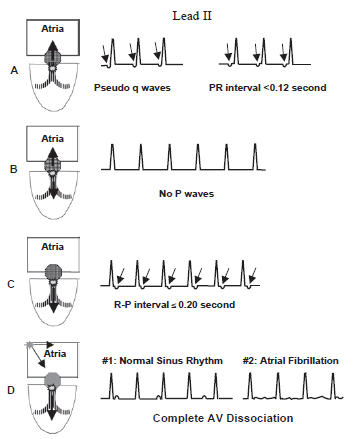 Lead II
Atria
A
Pseudo q waves
PR interval <0.12 second
Atria
B
No P waves
Atria
C
R-P interval ≤ 0.20 second
Atria
#1: Normal Sinus Rhythm
#2: Atrial Fibrillation
D
Complete AV Dissociation